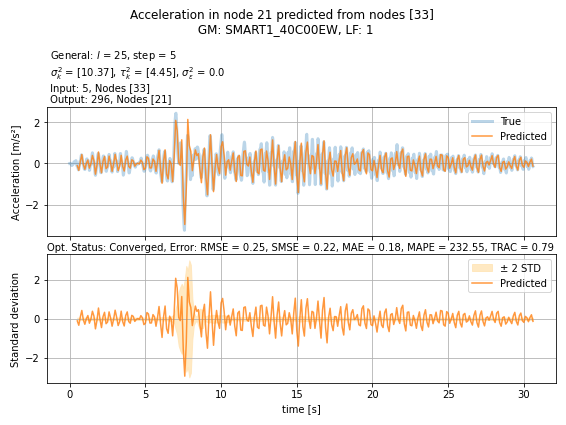 Acceleration in node 21 predicted from nodes [33]
GM: SMART1_40C00EW, LF: 1
General: l = 25, step = 5
σ²ₖ = [10.37], τ²ₖ = [4.45], σ²ε = 0.0
Input: 5, Nodes [33]
Output: 296, Nodes [21]
Acceleration [m/s²]
2
0
−2
True
Predicted
Opt. Status: Converged, Error: RMSE = 0.25, SMSE = 0.22, MAE = 0.18, MAPE = 232.55, TRAC = 0.79
Standard deviation
2
0
−2
± 2 STD
Predicted
0 5 10 15 20 25 30
time [s]